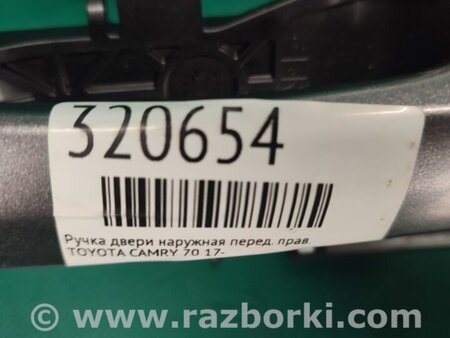 320654
Ручка двери наружная перед. прав.
TOYOTA CAMRY 70 17-
© www.razborki.com